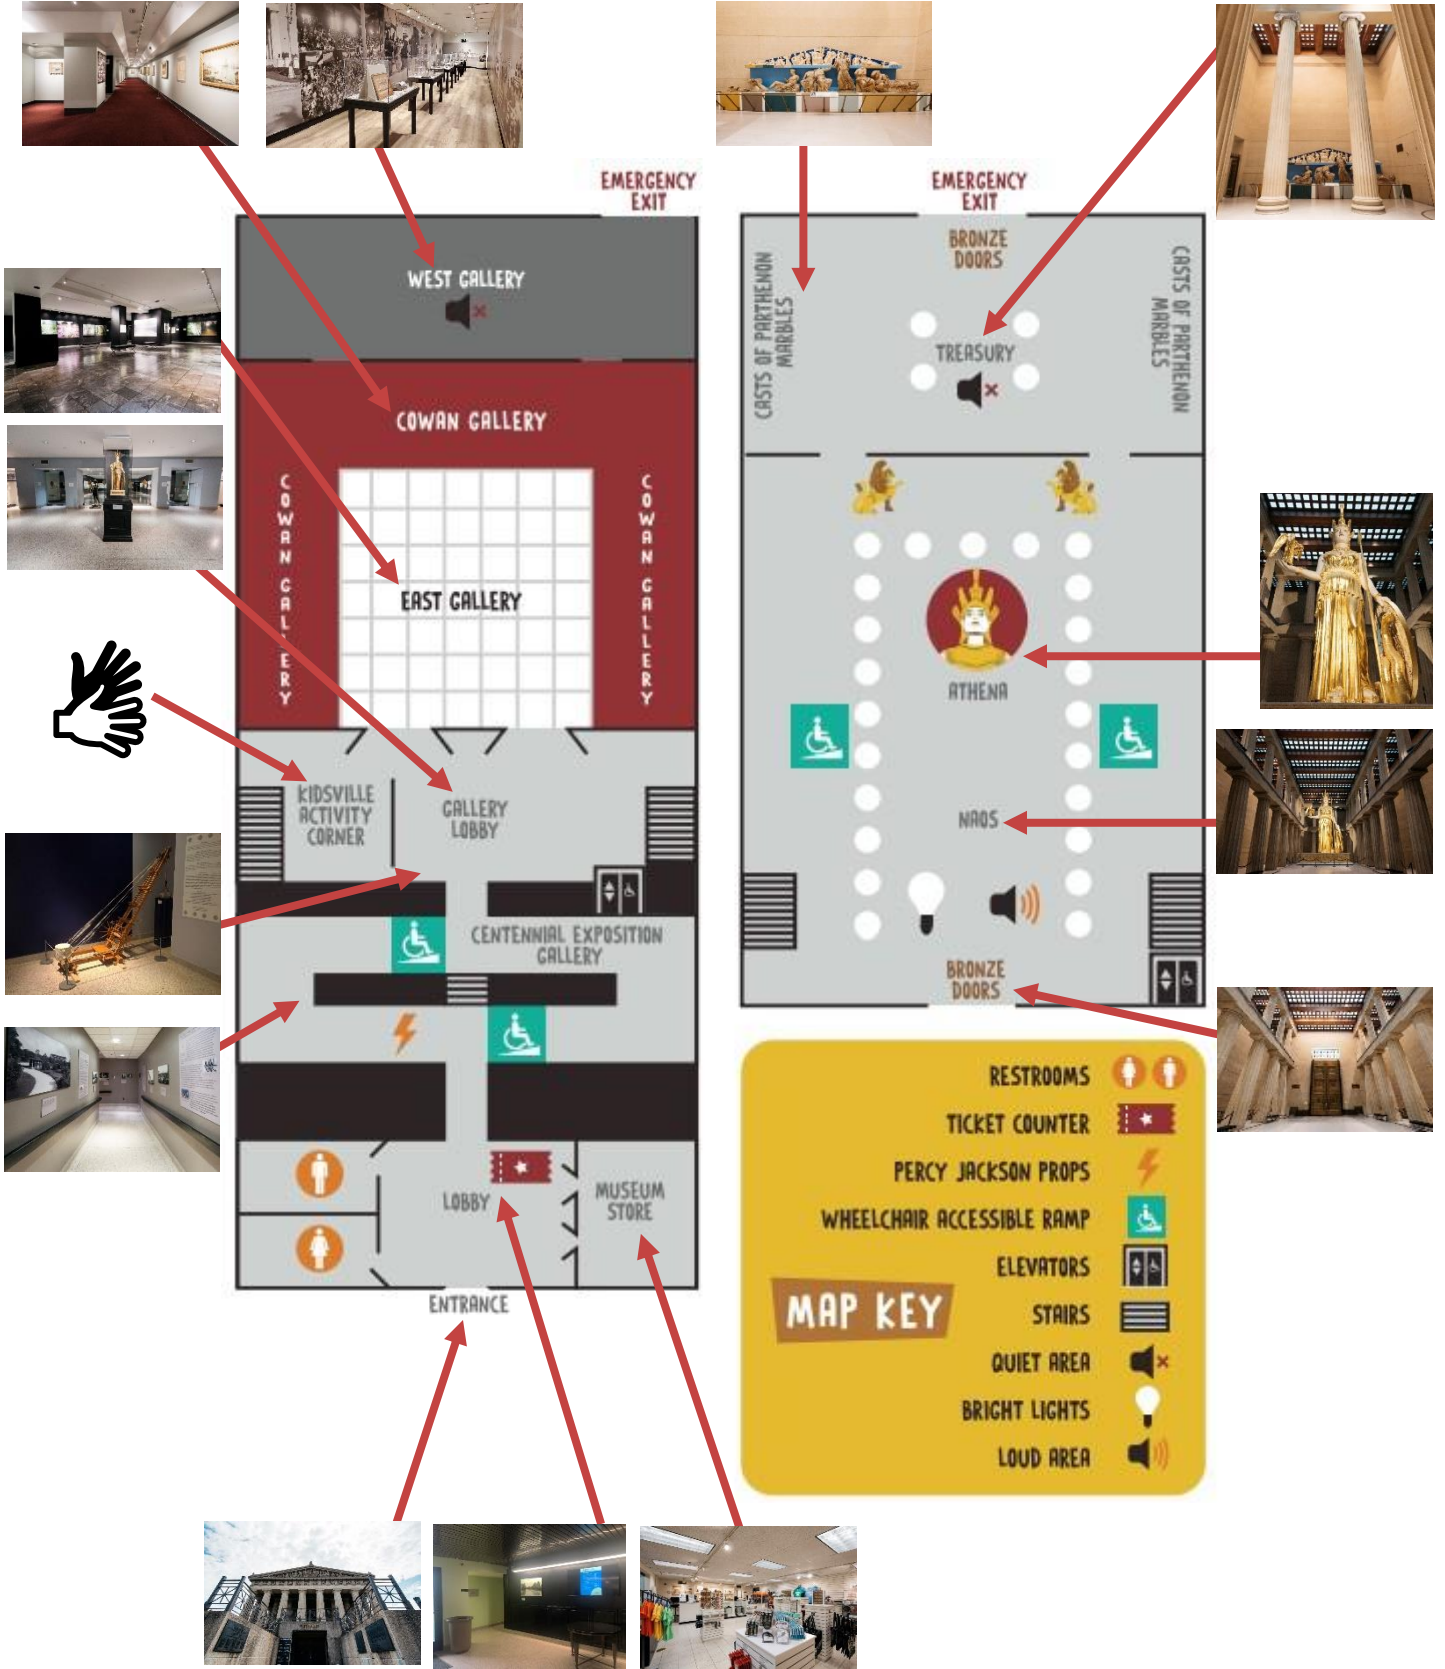 EMERGENCY
EXIT
WEST GALLERY
COWAN GALLERY
COWAN GALLERY
COWAN GALLERY
EAST GALLERY
KIDSVILLE
ACTIVITY
CORNER
GALLERY
LOBBY
CENTENNIAL EXPOSITION
GALLERY
LOBBY
MUSEUM
STORE
ENTRANCE
EMERGENCY
EXIT
BRONZE
DOORS
CASTS OF PARTHENON
MARBLES
CASTS OF PARTHENON
MARBLES
TREASURY
ATHENA
NAOS
BRONZE
DOORS
MAP KEY
RESTROOMS
TICKET COUNTER
PERCY JACKSON PROPS
WHEELCHAIR ACCESSIBLE RAMP
ELEVATORS
STAIRS
QUIET AREA
BRIGHT LIGHTS
LOUD AREA